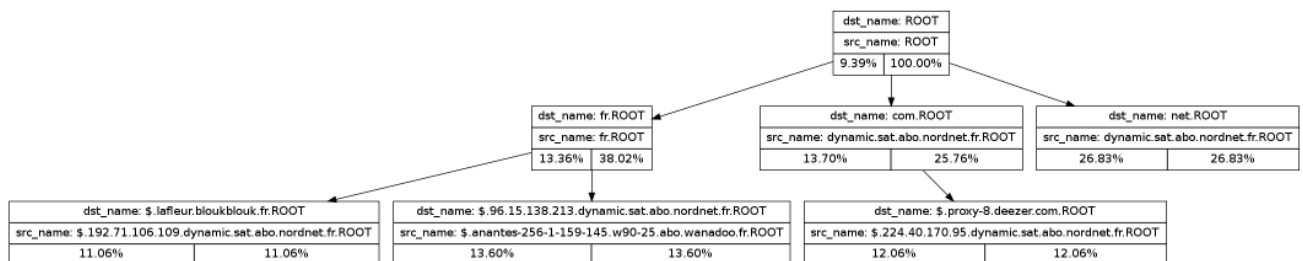 dst_name: ROOT
src_name: ROOT
9.39% 100.00%
dst_name: fr.ROOT
src_name: fr.ROOT
13.36% 38.02%
dst_name: com.ROOT
src_name: dynamic.sat.abo.nordnet.fr.ROOT
13.70% 25.76%
dst_name: net.ROOT
src_name: dynamic.sat.abo.nordnet.fr.ROOT
26.83% 26.83%
dst_name: $.lafleur.bloukblouk.fr.ROOT
src_name: $.192.71.106.109.dynamic.sat.abo.nordnet.fr.ROOT
11.06% 11.06%
dst_name: $.96.15.138.213.dynamic.sat.abo.nordnet.fr.ROOT
src_name: $.anantes-256-1-159-145.w90-25.abo.wanadoo.fr.ROOT
13.60% 13.60%
dst_name: $.proxy-8.deezer.com.ROOT
src_name: $.224.40.170.95.dynamic.sat.abo.nordnet.fr.ROOT
12.06% 12.06%